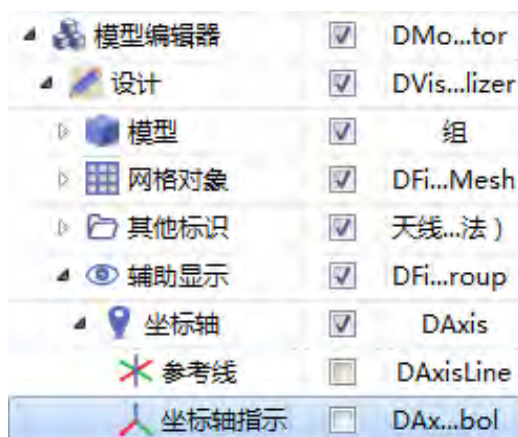 模型编辑器 DMo...tor
设计 DVis...lizer
模型 组
网格对象 DFi...Mesh
其他标识 天线...法）
辅助显示 DFi...roup
坐标轴 DAxis
参考线 DAxisLine
坐标轴指示 DAx...bol